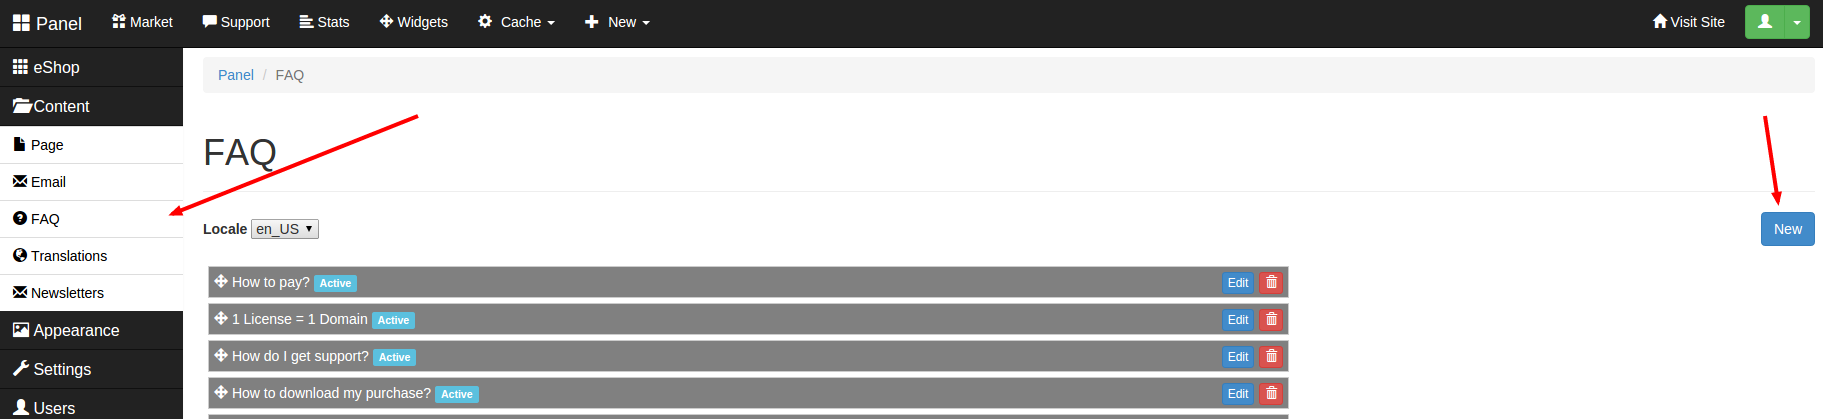 Panel Market Support Stats Widgets Cache New Visit Site
eShop
Content
Page
Email
FAQ
Translations
Newsletters
Appearance
Settings
Users
Panel / FAQ
FAQ
Locale en_US New
How to pay? Active Edit
1 License = 1 Domain Active Edit
How do I get support? Active Edit
How to download my purchase? Active Edit